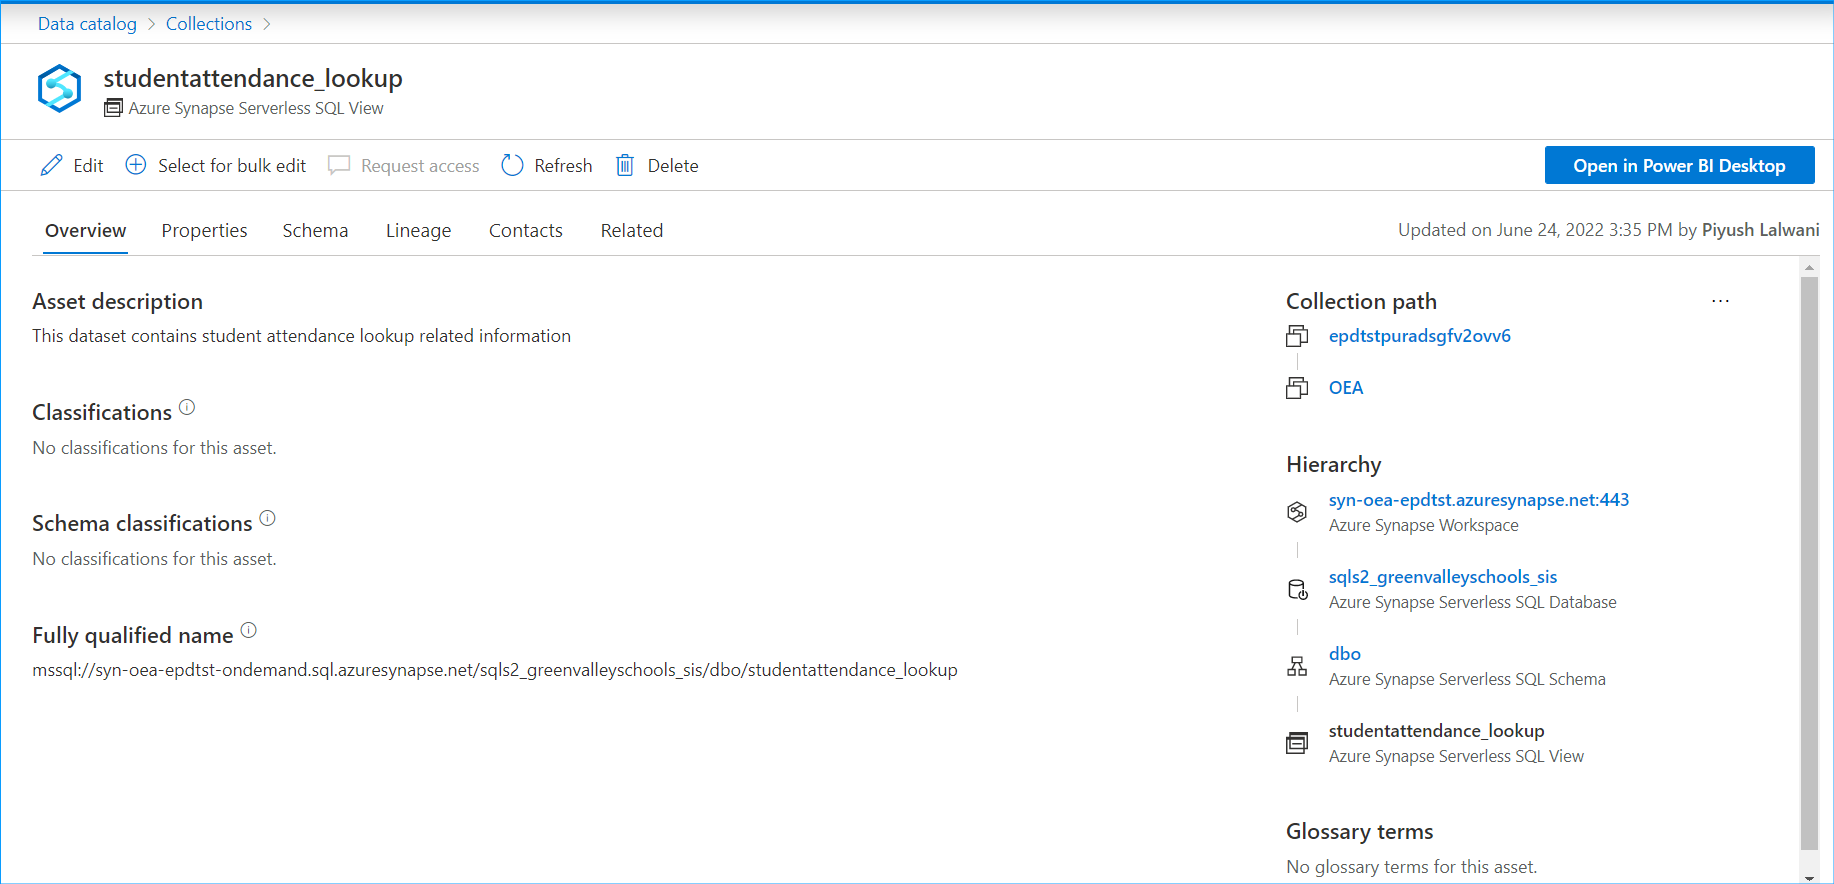 Data catalog > Collections >
studentattendance_lookup
Azure Synapse Serverless SQL View
Edit Select for bulk edit Request access Refresh Delete Open in Power BI Desktop
Overview Properties Schema Lineage Contacts Related Updated on June 24, 2022 3:35 PM by Piyush Lalwani
Asset description
This dataset contains student attendance lookup related information
Classifications
No classifications for this asset.
Schema classifications
No classifications for this asset.
Fully qualified name
mssql://syn-oea-epdtst-ondemand.sql.azuresynapse.net/sqls2_greenvalleyschools_sis/dbo/studentattendance_lookup
Collection path ...
epdtstpuradsgfv2ovv6
OEA
Hierarchy
syn-oea-epdtst.azuresynapse.net:443
Azure Synapse Workspace
sqls2_greenvalleyschools_sis
Azure Synapse Serverless SQL Database
dbo
Azure Synapse Serverless SQL Schema
studentattendance_lookup
Azure Synapse Serverless SQL View
Glossary terms
No glossary terms for this asset.